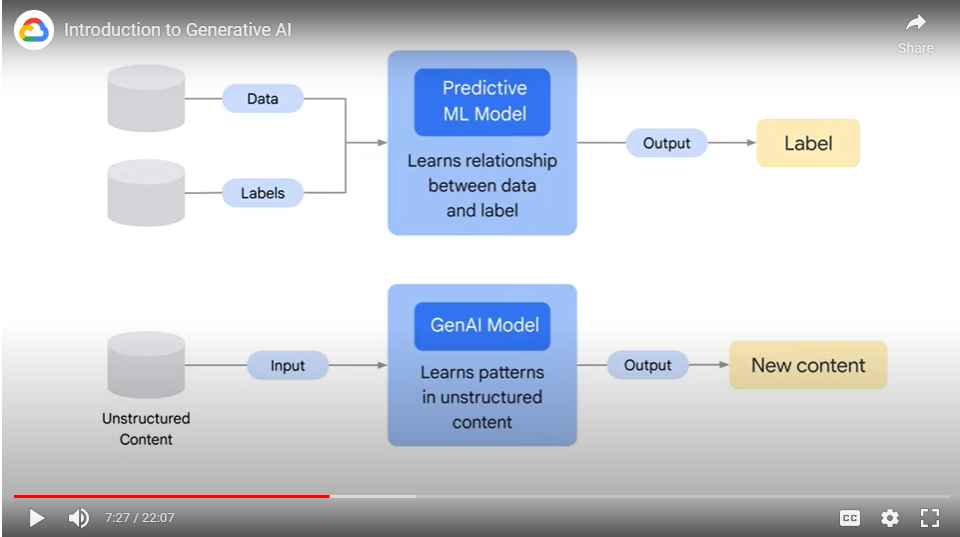 Introduction to Generative AI
Share
Data
Labels
Predictive
ML Model
Learns relationship
between data
and label
Output
Label
Unstructured
Content
Input
GenAI Model
Learns patterns
in unstructured
content
Output
New content
7:27 / 22:07
CC